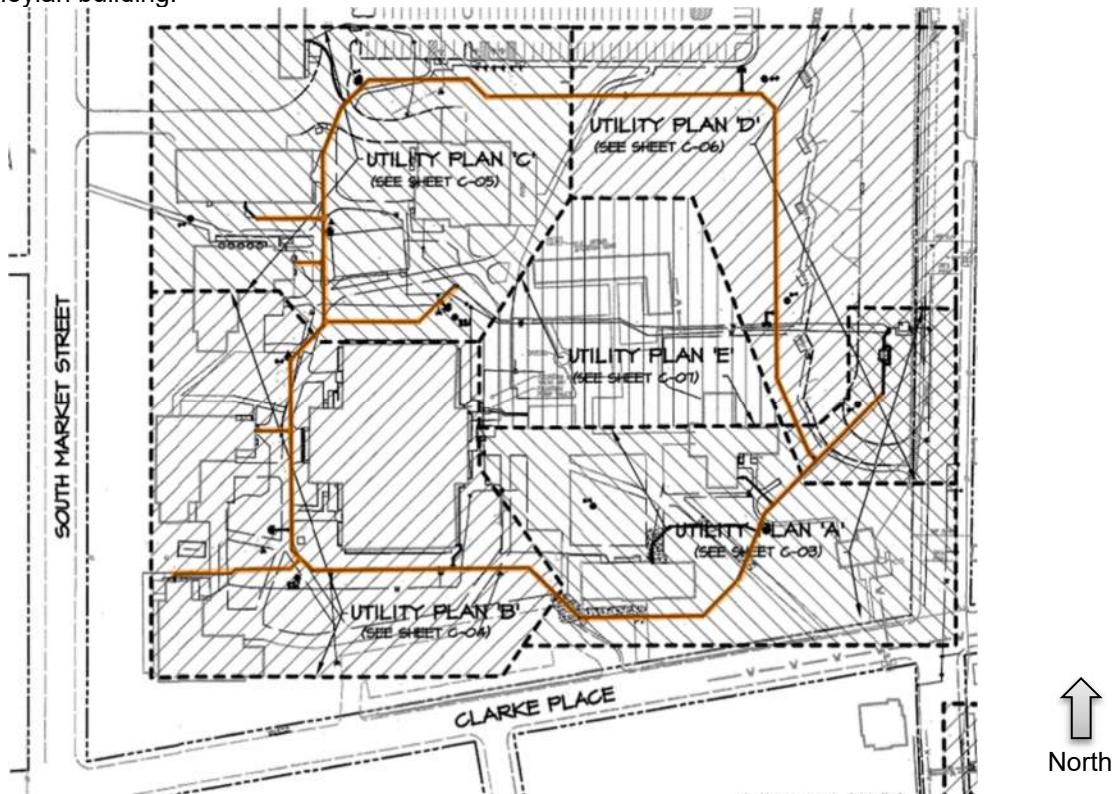 building.
UTILITY PLAN 'D'
(SEE SHEET C-06)
UTILITY PLAN 'C'
(SEE SHEET C-05)
SOUTH MARKET STREET
UTILITY PLAN 'E'
(SEE SHEET C-07)
UTILITY PLAN 'A'
(SEE SHEET C-03)
UTILITY PLAN 'B'
(SEE SHEET C-04)
CLARKE PLACE
North